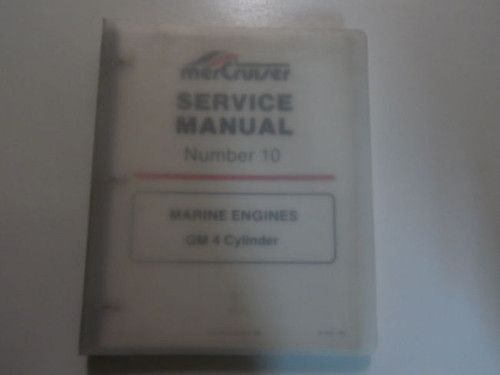 merCruiser
SERVICE
MANUAL
Number 10
MARINE ENGINES
GM 4 Cylinder